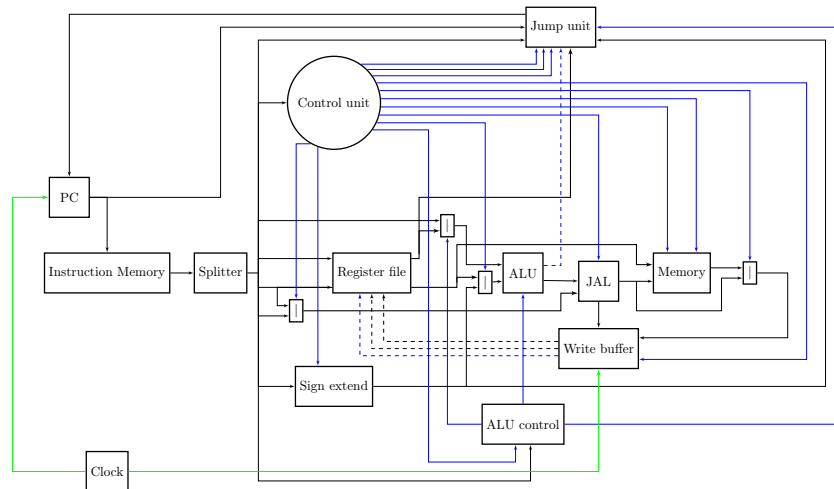 Jump unit
Control unit
PC
|
Instruction Memory
Splitter
Register file
|
ALU
JAL
Memory
|
|
Write buffer
Sign extend
ALU control
Clock